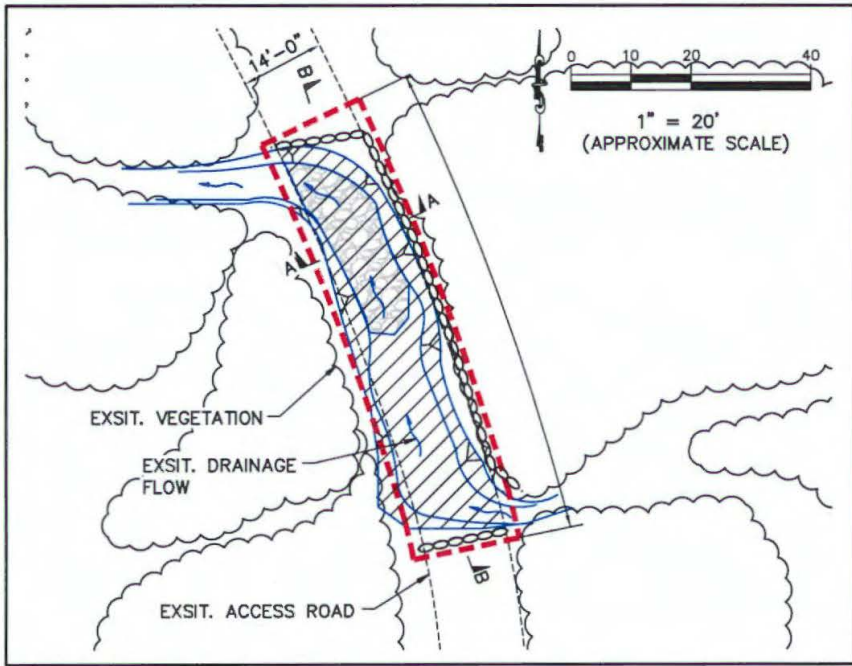 14'-0"
B
0 10 20 40
1" = 20'
(APPROXIMATE SCALE)
A
A
EXSIT. VEGETATION
EXSIT. DRAINAGE
FLOW
B
EXSIT. ACCESS ROAD